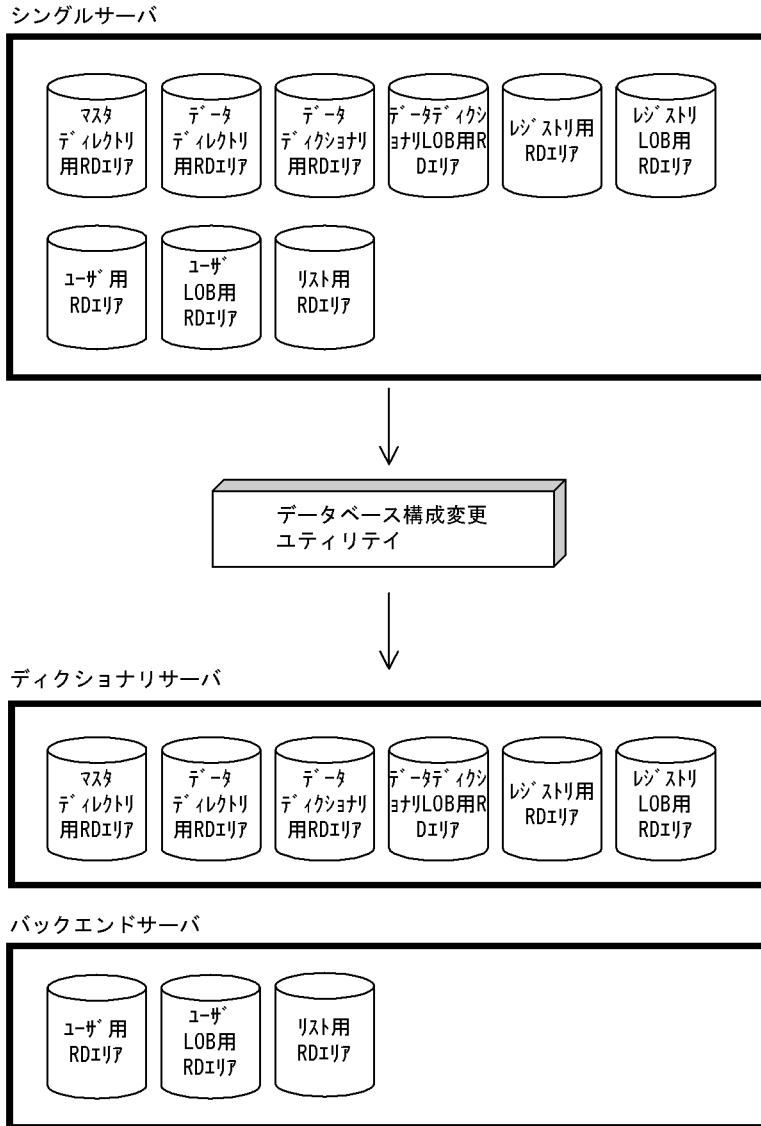 シングルサーバ
マスタ
ディレクトリ
用RDエリア
データ
ディレクトリ
用RDエリア
データ
ディクショナリ
用RDエリア
データディクシ
ョナリLOB用R
Dエリア
レジストリ用
RDエリア
レジストリ
LOB用
RDエリア
ユーザ用
RDエリア
ユーザ
LOB用
RDエリア
リスト用
RDエリア
データベース構成変更
ユティリテイ
ディクショナリサーバ
マスタ
ディレクトリ
用RDエリア
データ
ディレクトリ
用RDエリア
データ
ディクショナリ
用RDエリア
データディクシ
ョナリLOB用R
Dエリア
レジストリ用
RDエリア
レジストリ
LOB用
RDエリア
バックエンドサーバ
ユーザ用
RDエリア
ユーザ
LOB用
RDエリア
リスト用
RDエリア